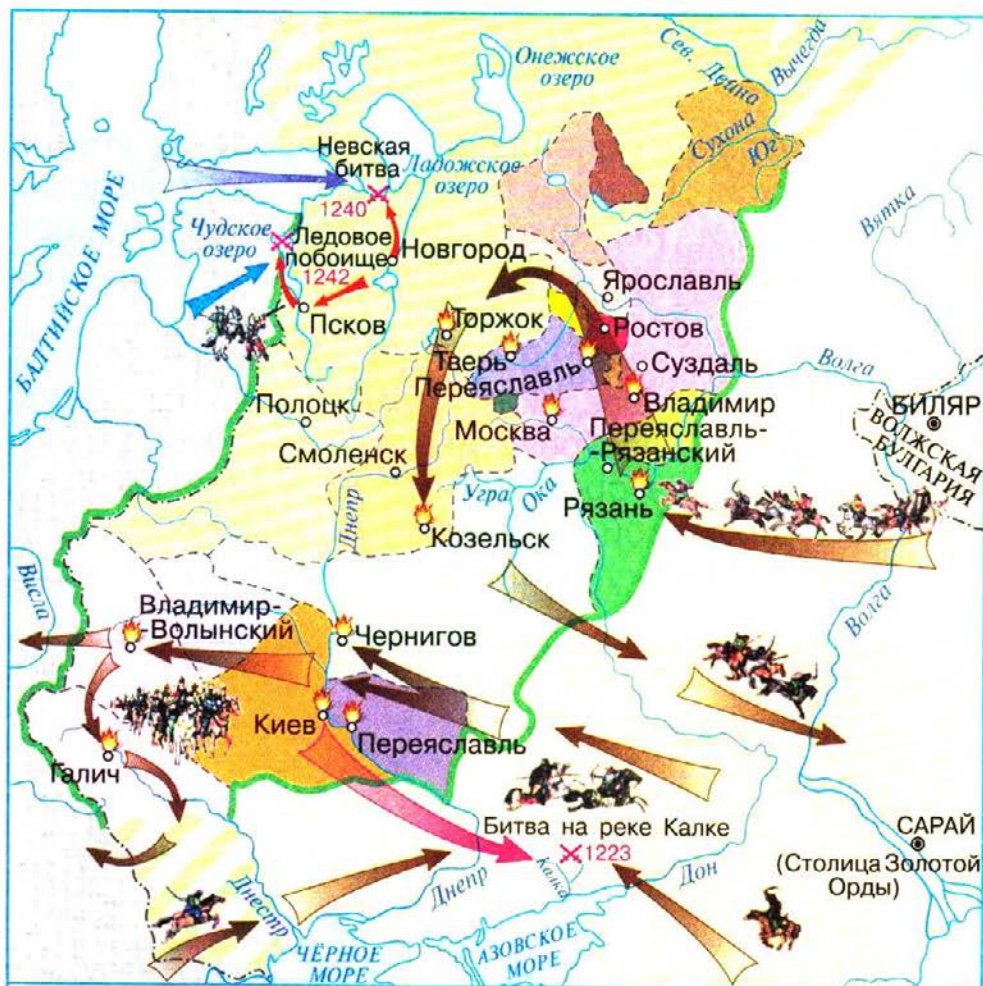 Онежское
озеро
Сев. Двина
Вычегда
Сухона
Юг
Невская
битва
Ладожское
озеро
1240
Вятка
БАЛТИЙСКОЕ МОРЕ
Чудское
озеро
Ледовое
побоище
1242
Новгород
Псков
Ярославль
Торжок
Ростов
Тверь
Переяславль
Суздаль
Волга
Полоцк
Москва
Владимир
БИЛЯР
ВОЛЖСКАЯ
БУЛГАРИЯ
Смоленск
Переяславль-
-Рязанский
Угра
Ока
Рязань
Днепр
Козельск
Висла
Волга
Владимир-
-Волынский
Чернигов
Киев
Переяславль
Галич
Битва на реке Калке
1223
САРАЙ
(Столица Золотой
Орды)
Калка
Днепр
Дон
Днестр
ЧЁРНОЕ
МОРЕ
АЗОВСКОЕ
МОРЕ